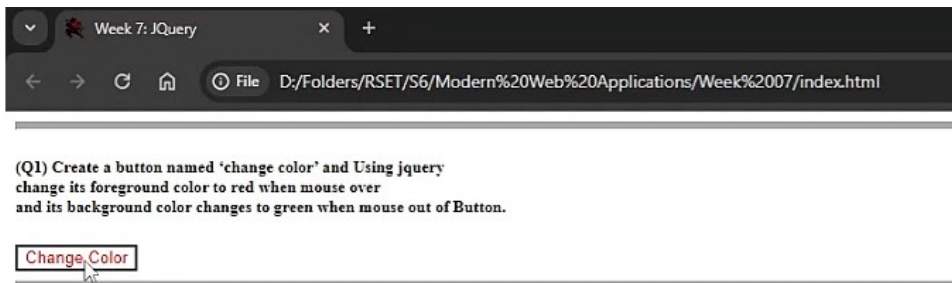 Week 7: JQuery
File D:/Folders/RSET/S6/Modern%20Web%20Applications/Week%2007/index.html
(Q1) Create a button named ‘change color’ and Using jquery
change its foreground color to red when mouse over
and its background color changes to green when mouse out of Button.
Change Color